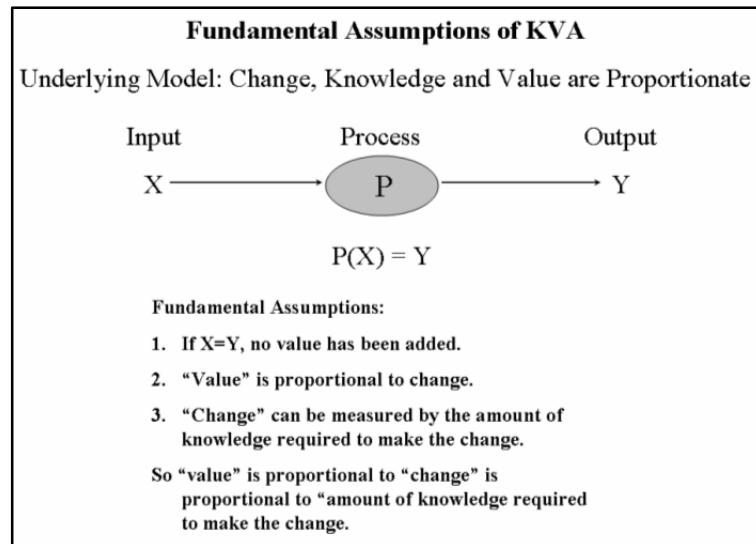 Fundamental Assumptions of KVA
Underlying Model: Change, Knowledge and Value are Proportionate
Input Process Output
X P Y
P(X) = Y
Fundamental Assumptions:
1. If X=Y, no value has been added.
2. “Value” is proportional to change.
3. “Change” can be measured by the amount of
knowledge required to make the change.
So “value” is proportional to “change” is
proportional to “amount of knowledge required
to make the change.